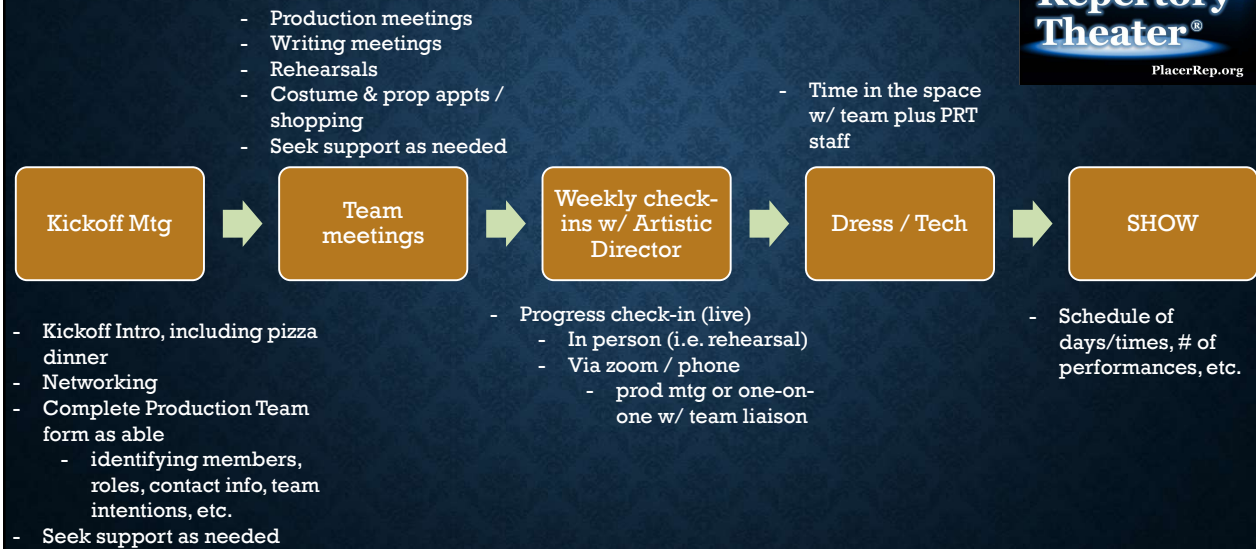 Repertory
Theater®
PlacerRep.org
- Production meetings
- Writing meetings
- Rehearsals
- Costume & prop appts /
shopping
- Seek support as needed
- Time in the space
w/ team plus PRT
staff
Kickoff Mtg
Team
meetings
Weekly check-
ins w/ Artistic
Director
Dress / Tech
SHOW
- Kickoff Intro, including pizza
dinner
- Networking
- Complete Production Team
form as able
- identifying members,
roles, contact info, team
intentions, etc.
- Seek support as needed
- Progress check-in (live)
- In person (i.e. rehearsal)
- Via zoom / phone
- prod mtg or one-on-
one w/ team liaison
- Schedule of
days/times, # of
performances, etc.